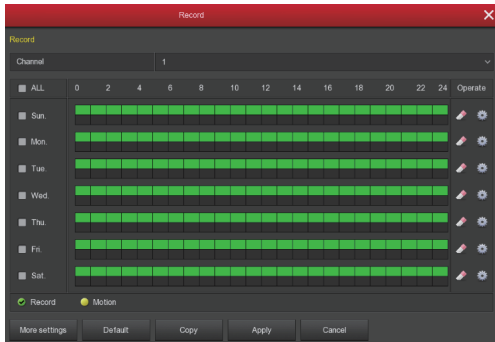 Record
Record
Channel 1
ALL 0 2 4 6 8 10 12 14 16 18 20 22 24 Operate
Sun.
Mon.
Tue.
Wed.
Thu.
Fri.
Sat.
Record Motion
More settings Default Copy Apply Cancel